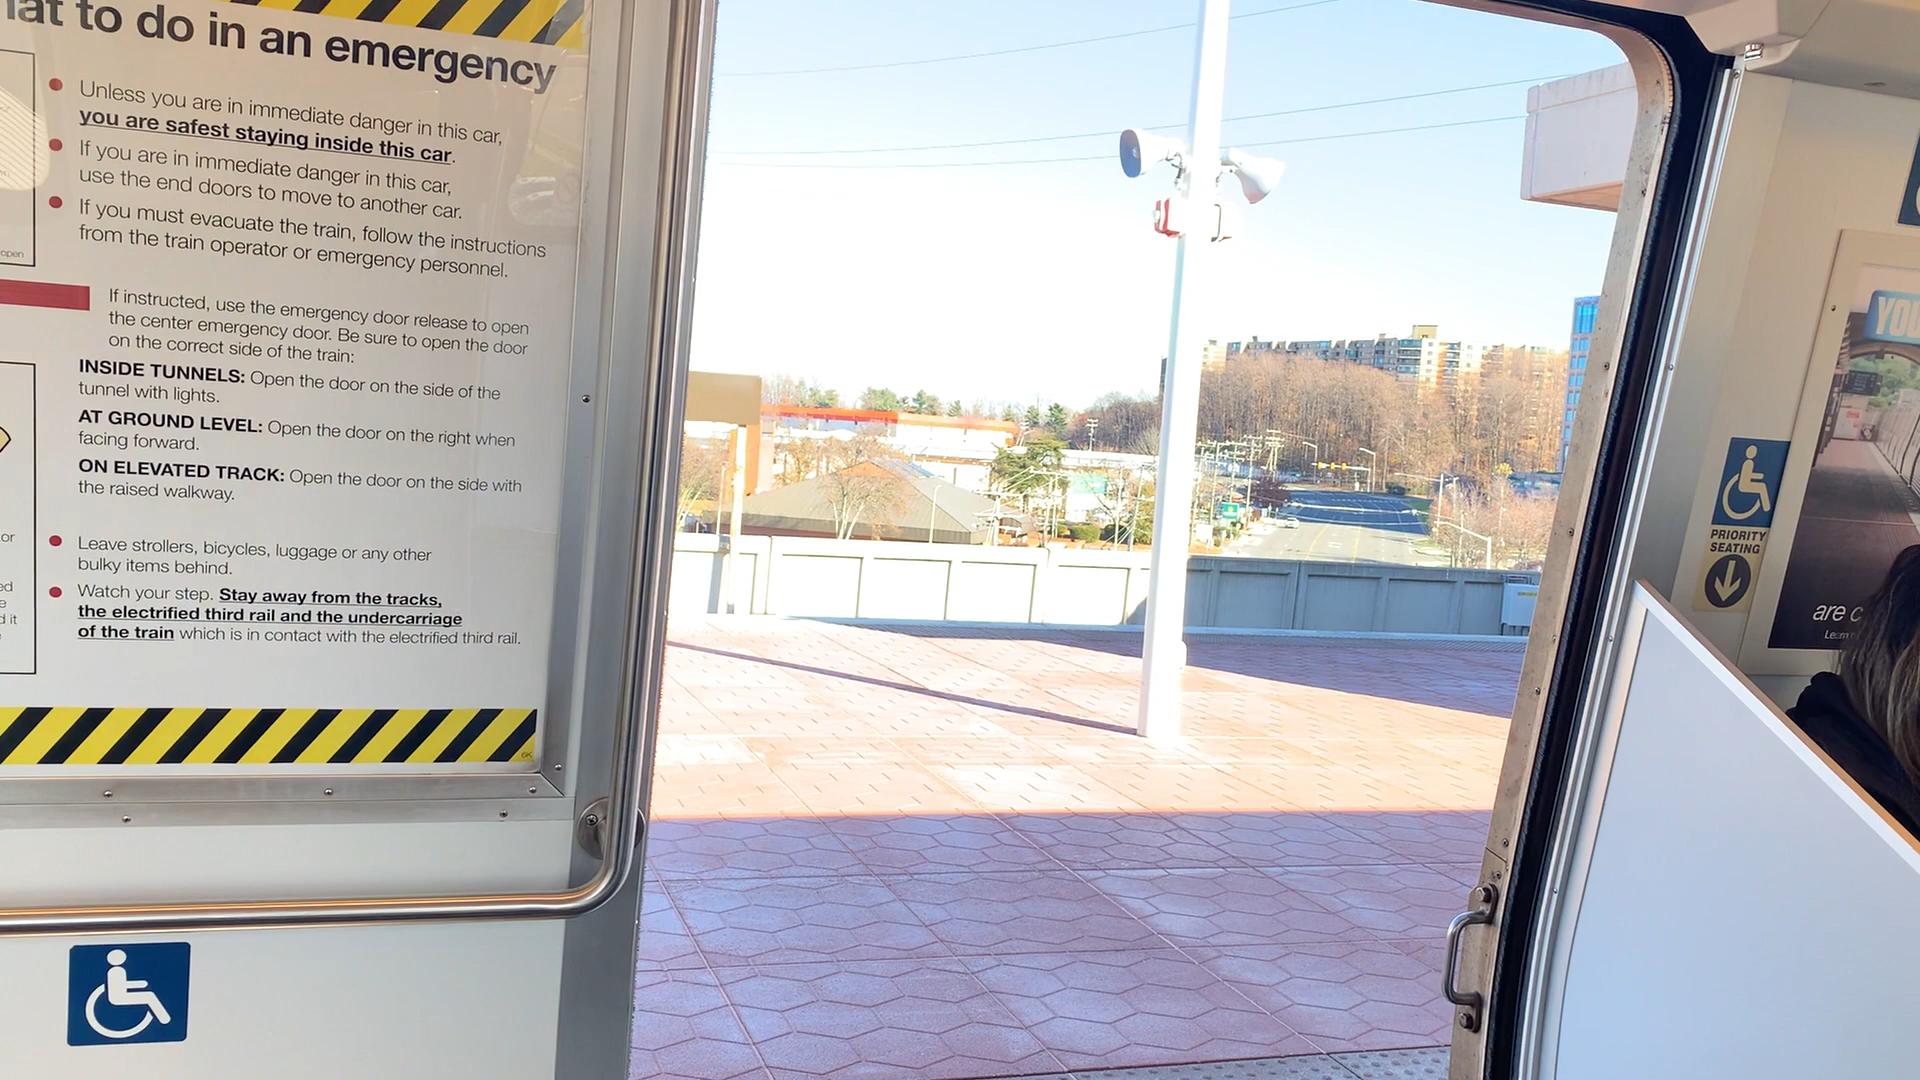 to do in an emergency
Unless you are in immediate danger in this car,
you are safest staying inside this car.
If you are in immediate danger in this car,
use the end doors to move to another car.
If you must evacuate the train, follow the instructions
from the train operator or emergency personnel.
open
If instructed, use the emergency door release to open
the center emergency door. Be sure to open the door
on the correct side of the train:
INSIDE TUNNELS: Open the door on the side of the
tunnel with lights.
AT GROUND LEVEL: Open the door on the right when
facing forward.
ON ELEVATED TRACK: Open the door on the side with
the raised walkway.
Leave strollers, bicycles, luggage or any other
bulky items behind.
Watch your step. Stay away from the tracks,
the electrified third rail and the undercarriage
of the train which is in contact with the electrified third rail.
6K
PRIORITY
SEATING
YOU
are